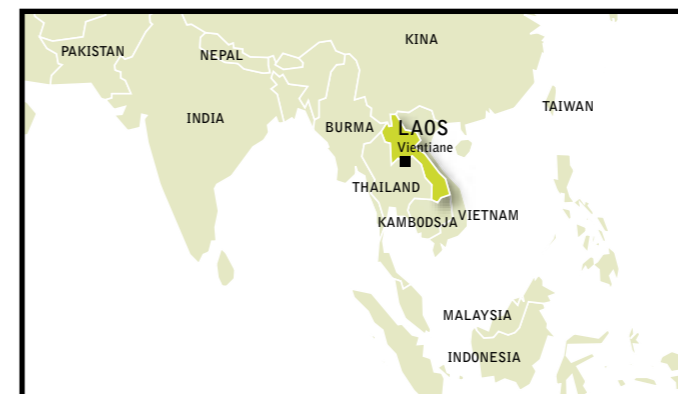 KINA
PAKISTAN
NEPAL
TAIWAN
INDIA
BURMA
LAOS
Vientiane
THAILAND
KAMBODSJA
VIETNAM
MALAYSIA
INDONESIA